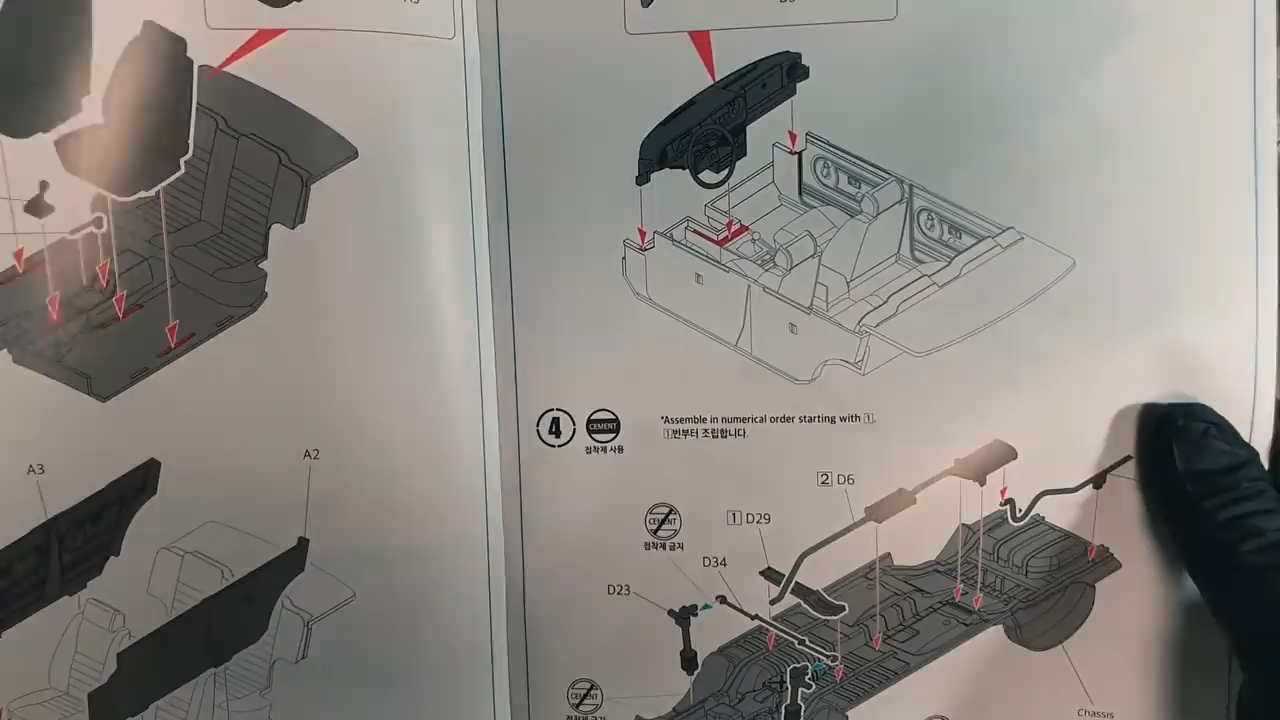 4
CEMENT
접착제 사용
*Assemble in numerical order starting with 1.
1번부터 조립합니다.
A3
A2
2 D6
CEMENT
접착제 금지
1 D29
D34
D23
CEMENT
Chassis